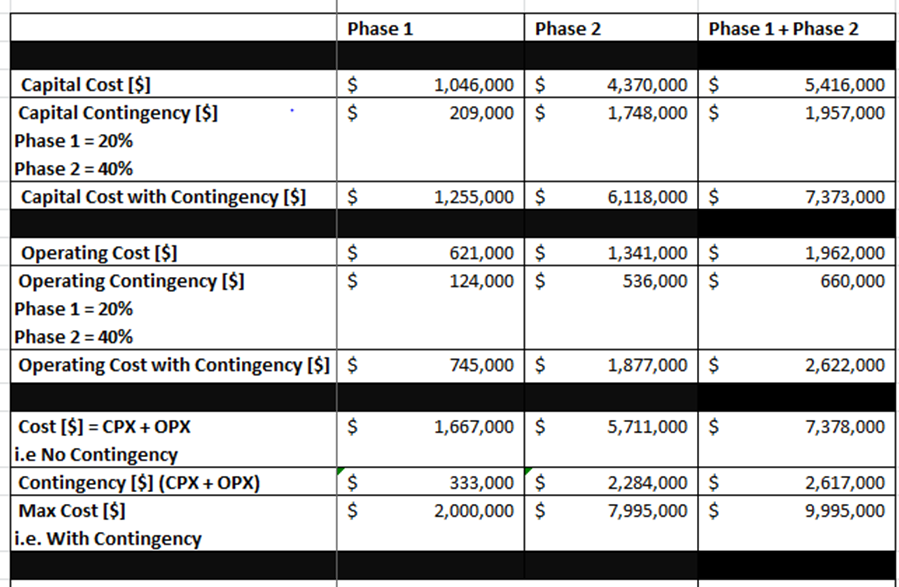 Phase 1 Phase 2 Phase 1 + Phase 2
Capital Cost [$] $ 1,046,000 $ 4,370,000 $ 5,416,000
Capital Contingency [$] $ 209,000 $ 1,748,000 $ 1,957,000
Phase 1 = 20%
Phase 2 = 40%
Capital Cost with Contingency [$] $ 1,255,000 $ 6,118,000 $ 7,373,000
Operating Cost [$] $ 621,000 $ 1,341,000 $ 1,962,000
Operating Contingency [$] $ 124,000 $ 536,000 $ 660,000
Phase 1 = 20%
Phase 2 = 40%
Operating Cost with Contingency [$] $ 745,000 $ 1,877,000 $ 2,622,000
Cost [$] = CPX + OPX $ 1,667,000 $ 5,711,000 $ 7,378,000
i.e No Contingency
Contingency [$] (CPX + OPX) $ 333,000 $ 2,284,000 $ 2,617,000
Max Cost [$] $ 2,000,000 $ 7,995,000 $ 9,995,000
i.e. With Contingency